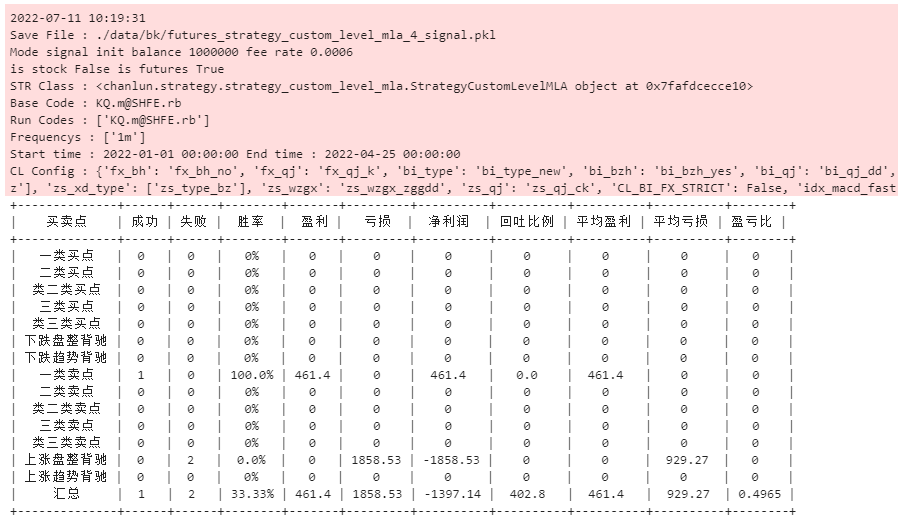 2022-07-11 10:19:31
Save File : ./data/bk/futures_strategy_custom_level_mla_4_signal.pkl
Mode signal init balance 1000000 fee rate 0.0006
is stock False is futures True
STR Class : <chanlun.strategy.strategy_custom_level_mla.StrategyCustomLevelMLA object at 0x7fafdcecce10>
Base Code : KQ.m@SHFE.rb
Run Codes : ['KQ.m@SHFE.rb']
Frequencys : ['1m']
Start time : 2022-01-01 00:00:00 End time : 2022-04-25 00:00:00
CL Config : {'fx_bh': 'fx_bh_no', 'fx_qj': 'fx_qj_k', 'bi_type': 'bi_type_new', 'bi_bzh': 'bi_bzh_yes', 'bi_qj': 'bi_qj_dd',
z'], 'zs_xd_type': ['zs_type_bz'], 'zs_wzgx': 'zs_wzgx_zggdd', 'zs_qj': 'zs_qj_ck', 'CL_BI_FX_STRICT': False, 'idx_macd_fast
+--------------+------+------+--------+-------+---------+----------+----------+----------+----------+--------+
| 买卖点 | 成功 | 失败 | 胜率 | 盈利 | 亏损 | 净利润 | 回吐比例 | 平均盈利 | 平均亏损 | 盈亏比 |
+--------------+------+------+--------+-------+---------+----------+----------+----------+----------+--------+
| 一类买点 | 0 | 0 | 0% | 0 | 0 | 0 | 0 | 0 | 0 | 0 |
| 二类买点 | 0 | 0 | 0% | 0 | 0 | 0 | 0 | 0 | 0 | 0 |
| 类二类买点 | 0 | 0 | 0% | 0 | 0 | 0 | 0 | 0 | 0 | 0 |
| 三类买点 | 0 | 0 | 0% | 0 | 0 | 0 | 0 | 0 | 0 | 0 |
| 类三类买点 | 0 | 0 | 0% | 0 | 0 | 0 | 0 | 0 | 0 | 0 |
| 下跌盘整背驰 | 0 | 0 | 0% | 0 | 0 | 0 | 0 | 0 | 0 | 0 |
| 下跌趋势背驰 | 0 | 0 | 0% | 0 | 0 | 0 | 0 | 0 | 0 | 0 |
| 一类卖点 | 1 | 0 | 100.0% | 461.4 | 0 | 461.4 | 0.0 | 461.4 | 0 | 0 |
| 二类卖点 | 0 | 0 | 0% | 0 | 0 | 0 | 0 | 0 | 0 | 0 |
| 类二类卖点 | 0 | 0 | 0% | 0 | 0 | 0 | 0 | 0 | 0 | 0 |
| 三类卖点 | 0 | 0 | 0% | 0 | 0 | 0 | 0 | 0 | 0 | 0 |
| 类三类卖点 | 0 | 0 | 0% | 0 | 0 | 0 | 0 | 0 | 0 | 0 |
| 上涨盘整背驰 | 0 | 2 | 0.0% | 0 | 1858.53 | -1858.53 | 0 | 0 | 929.27 | 0 |
| 上涨趋势背驰 | 0 | 0 | 0% | 0 | 0 | 0 | 0 | 0 | 0 | 0 |
| 汇总 | 1 | 2 | 33.33% | 461.4 | 1858.53 | -1397.14 | 402.8 | 461.4 | 929.27 | 0.4965 |
+--------------+------+------+--------+-------+---------+----------+----------+----------+----------+--------+